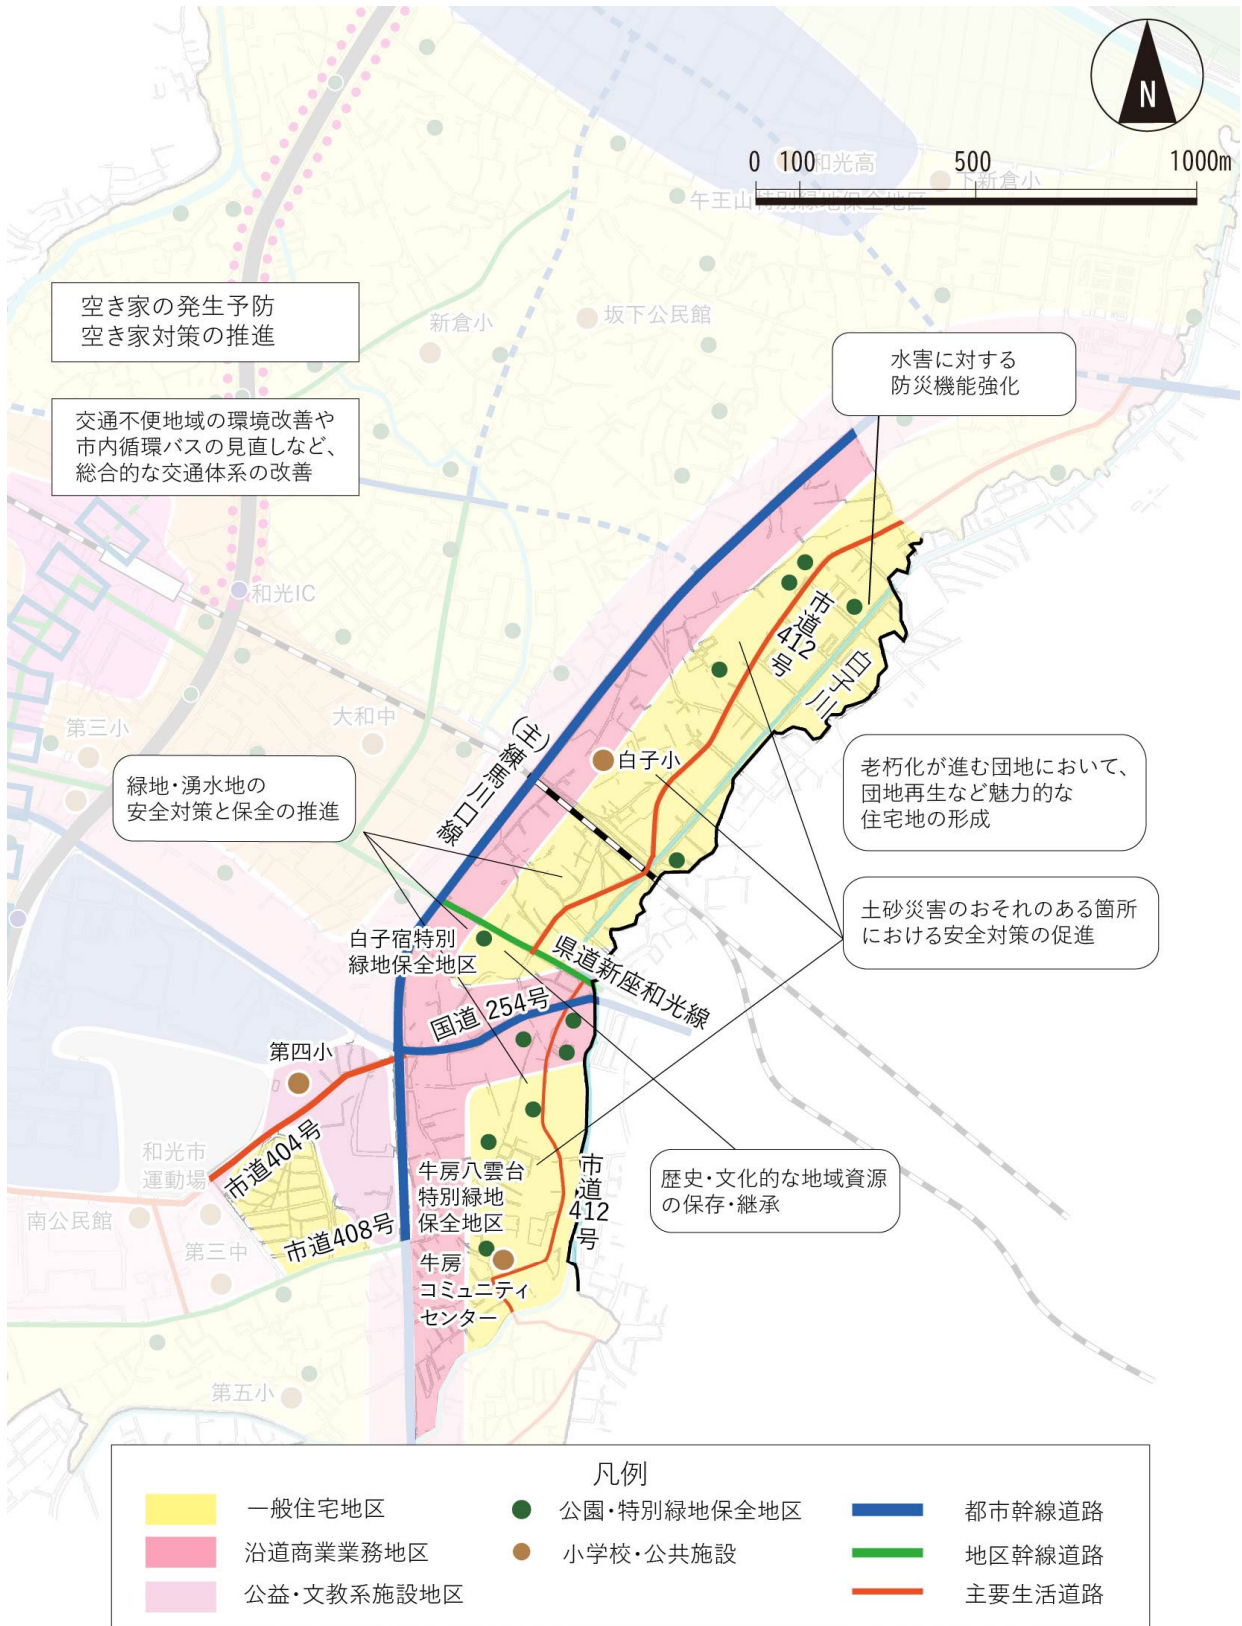 N
0 100 500 1000m
和光高
下新倉小
午王山特別緑地保全地区
空き家の発生予防
空き家対策の推進
新倉小
坂下公民館
水害に対する
防災機能強化
交通不便地域の環境改善や
市内循環バスの見直しなど、
総合的な交通体系の改善
和光IC
市道
412
号
白子川
第三小
大和中
(主)練馬川口線
白子小
緑地・湧水地の
安全対策と保全の推進
老朽化が進む団地において、
団地再生など魅力的な
住宅地の形成
土砂災害のおそれのある箇所
における安全対策の促進
白子宿特別
緑地保全地区
県道新座和光線
国道 254号
第四小
和光市
運動場
市道404号
南公民館
第三中
市道408号
牛房八雲台
特別緑地
保全地区
市道
412
号
歴史・文化的な地域資源
の保存・継承
牛房
コミュニティ
センター
第五小
凡例
一般住宅地区
公園・特別緑地保全地区
都市幹線道路
沿道商業業務地区
小学校・公共施設
地区幹線道路
公益・文教系施設地区
主要生活道路